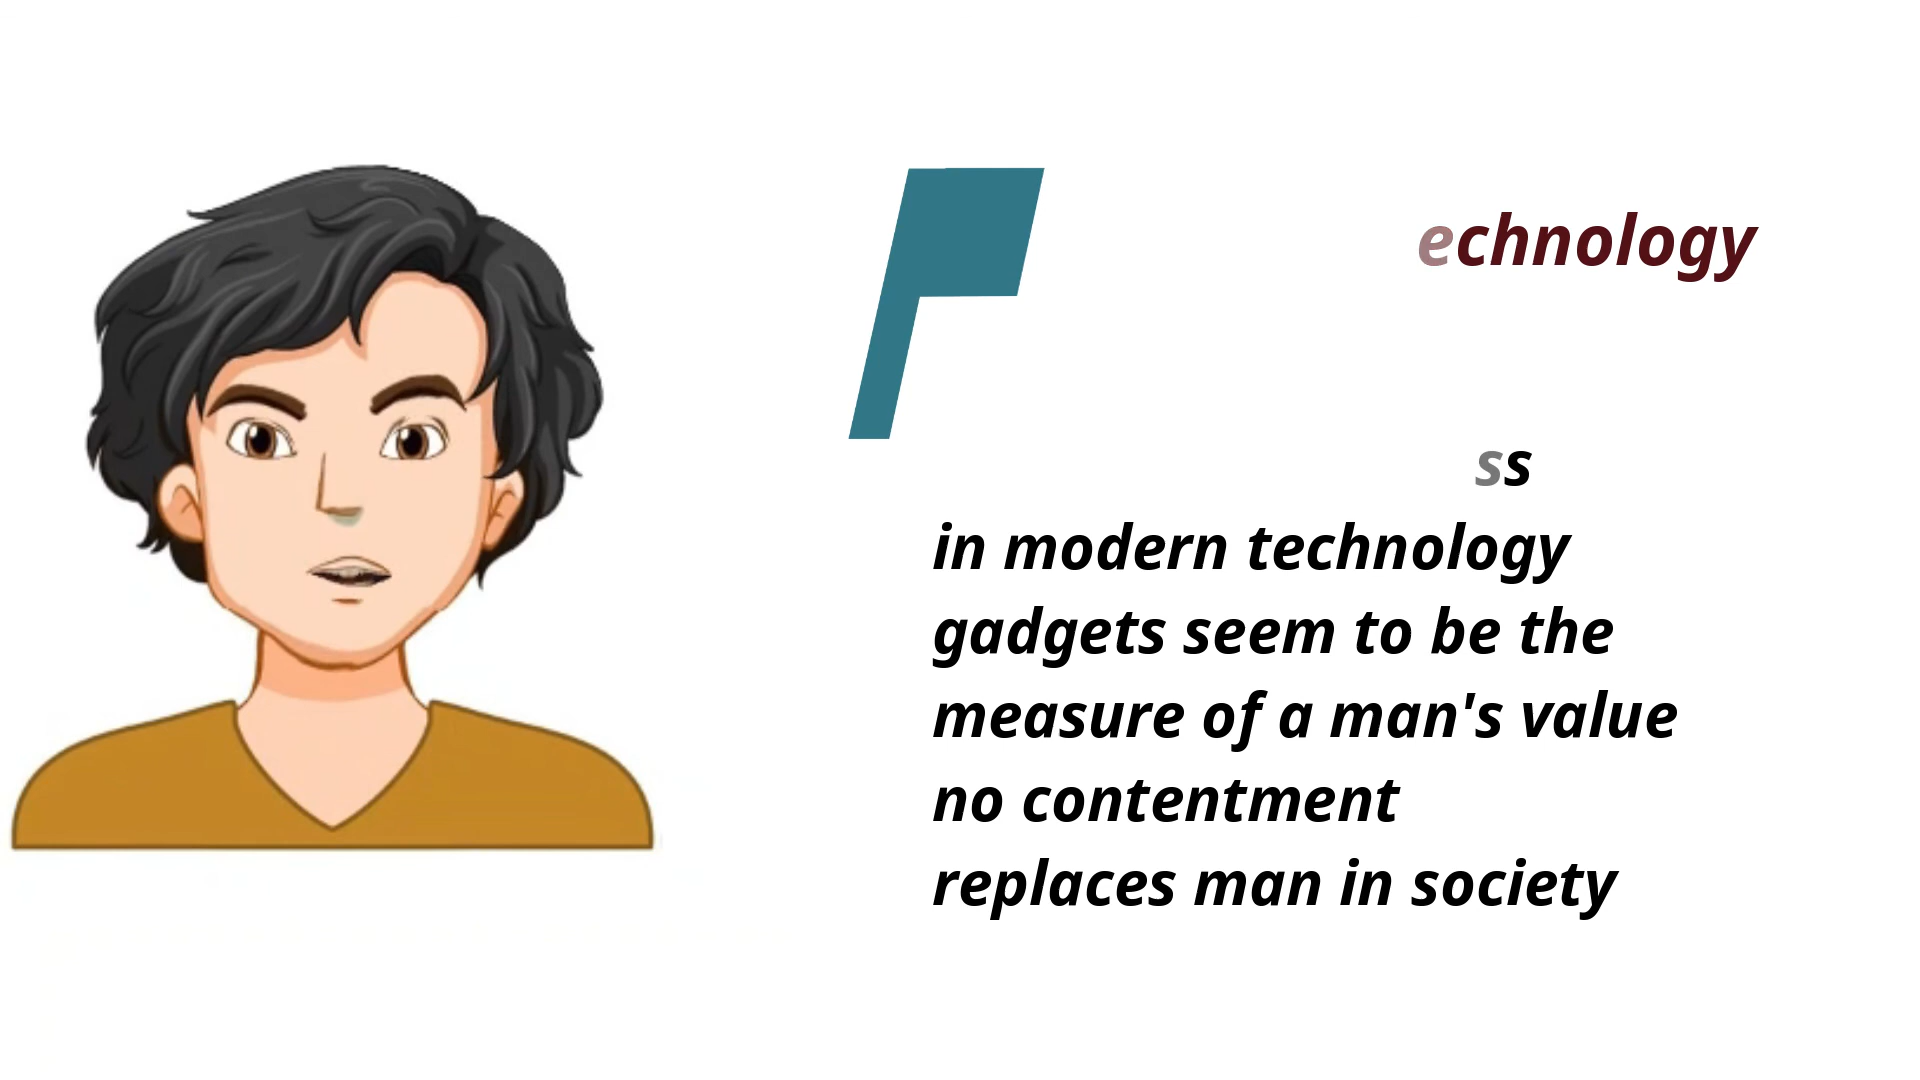 echnology
ss
in modern technology
gadgets seem to be the
measure of a man's value
no contentment
replaces man in society